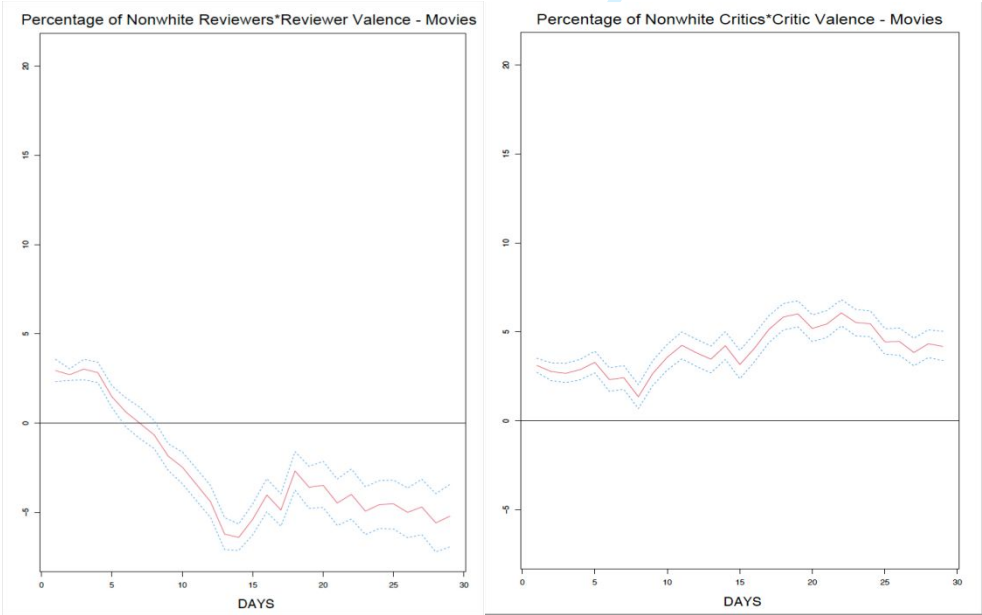 Percentage of Nonwhite Reviewers*Reviewer Valence - Movies
20
15
10
5
0
-5
0 5 10 15 20 25 30
DAYS
Percentage of Nonwhite Critics*Critic Valence - Movies
20
15
10
5
0
-5
0 5 10 15 20 25 30
DAYS